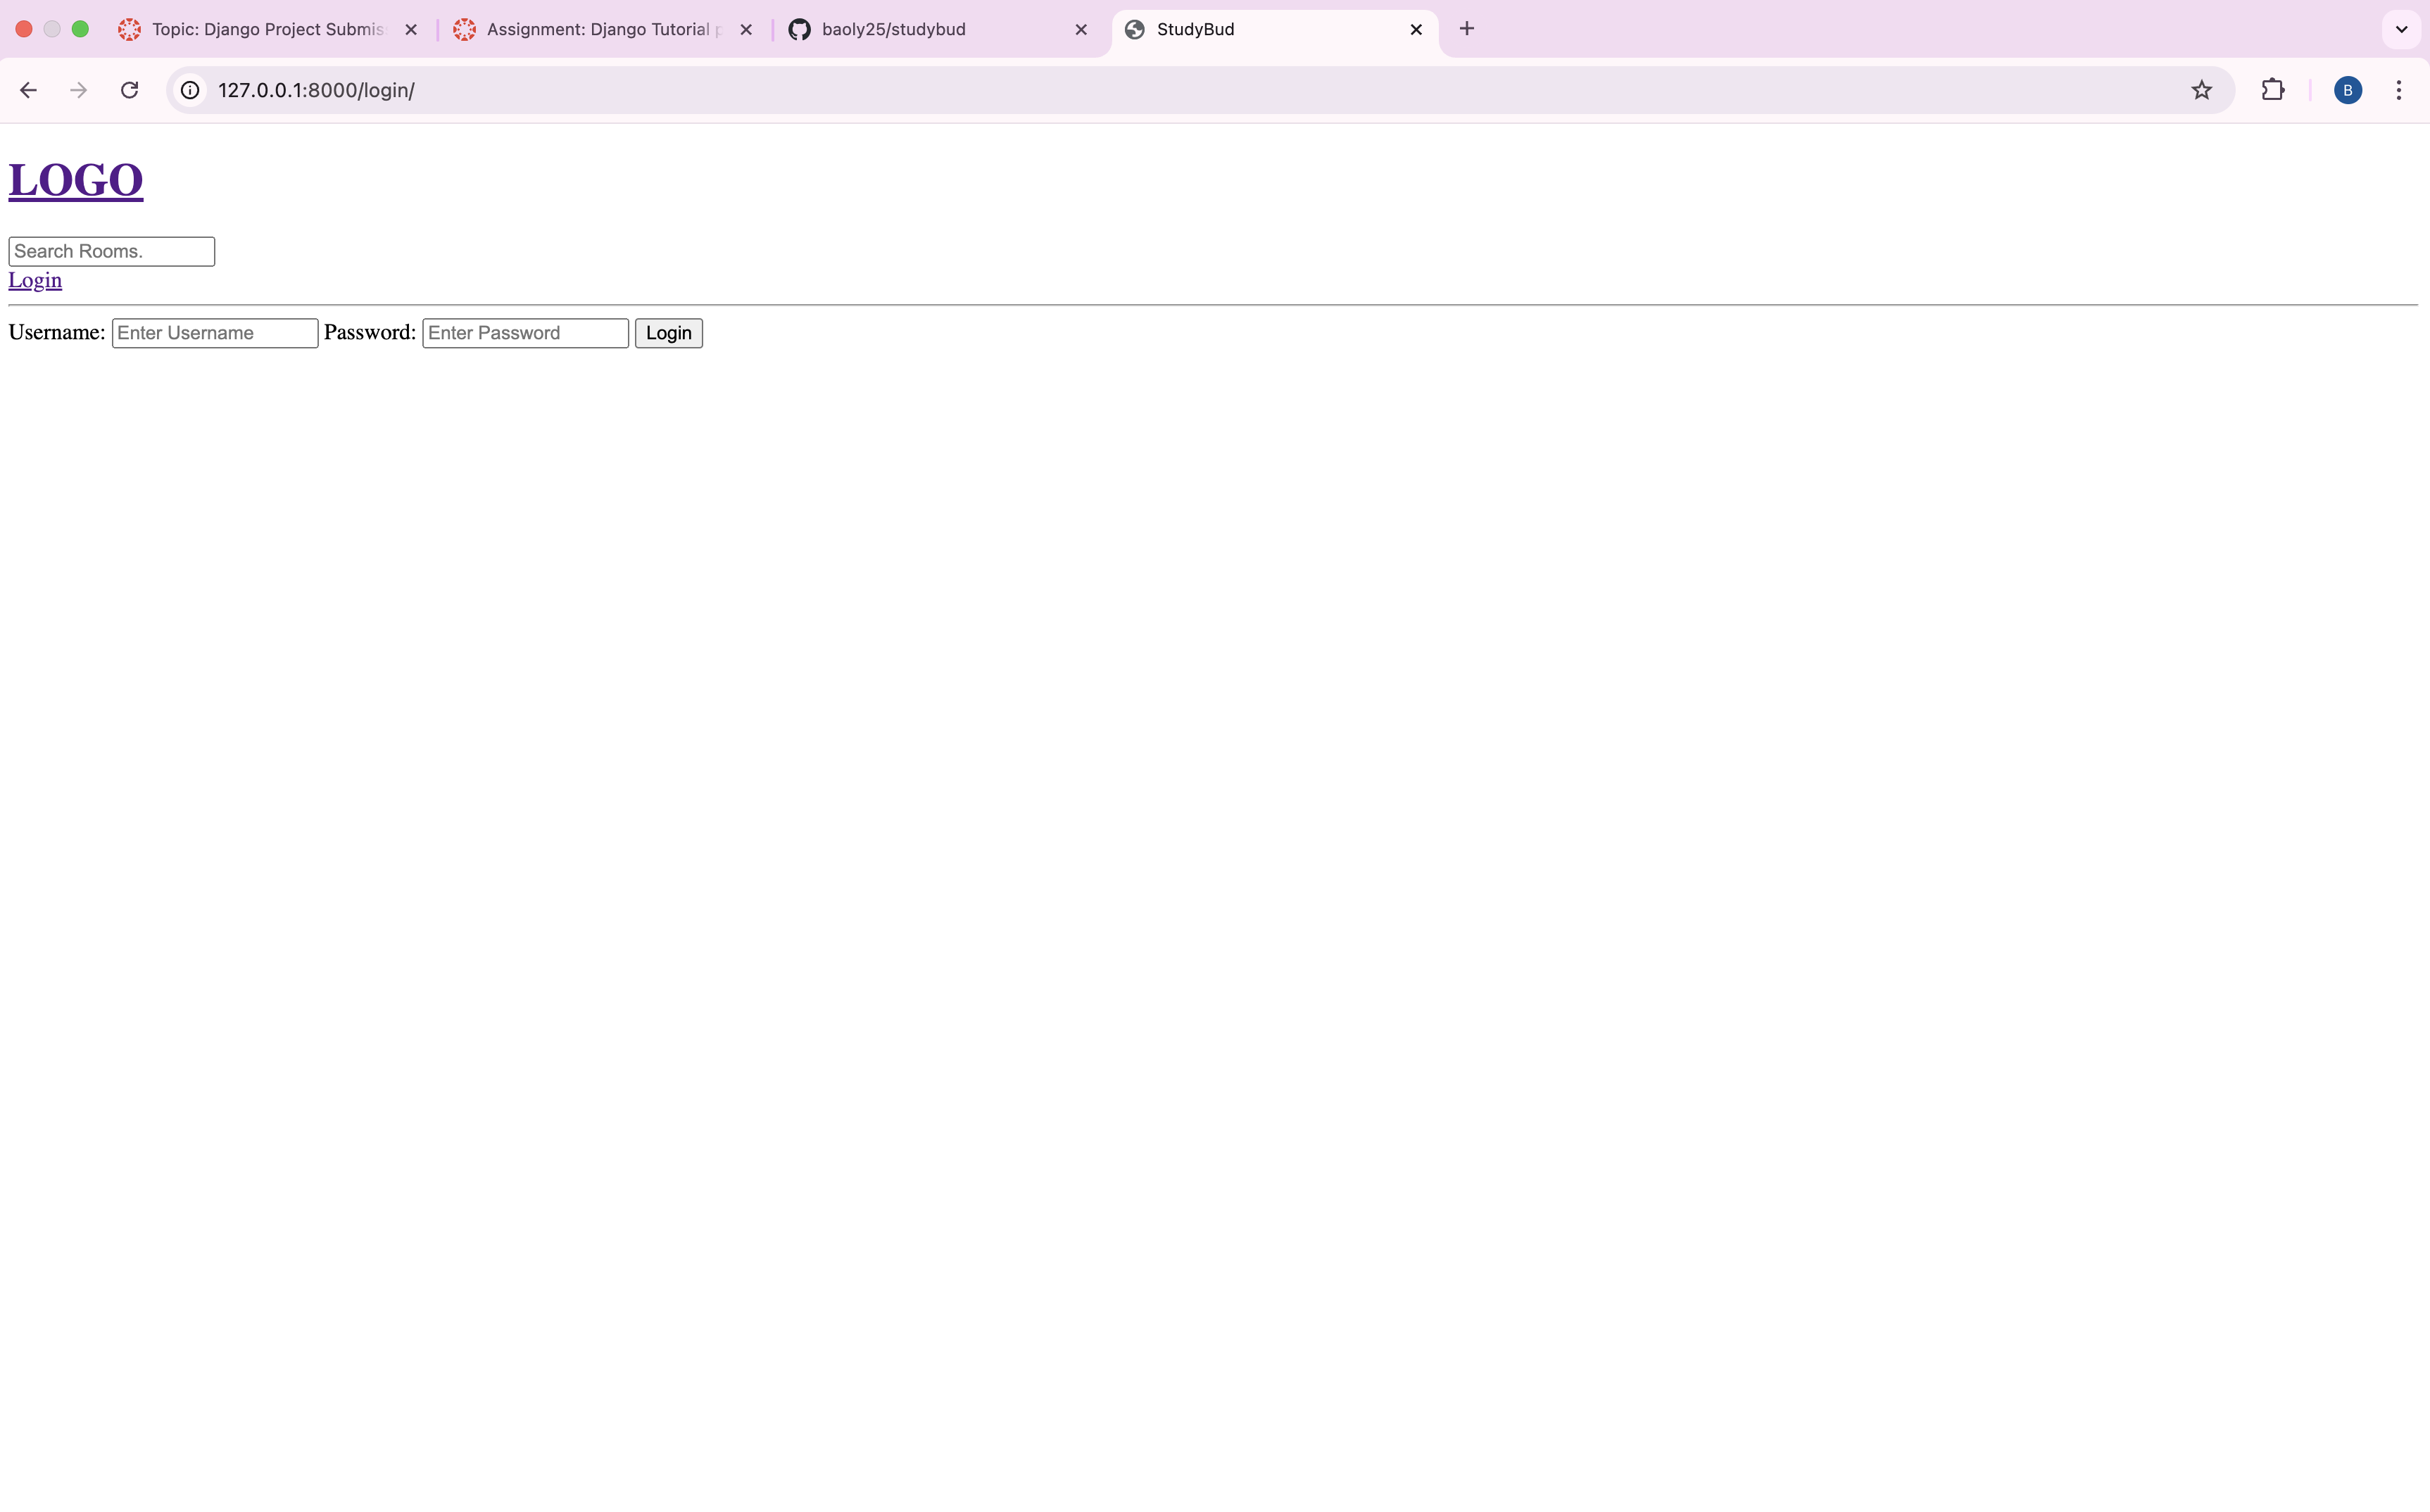 Topic: Django Project Submis
Assignment: Django Tutorial p
baoly25/studybud
StudyBud
127.0.0.1:8000/login/
B
LOGO
Search Rooms.
Login
Username: Enter Username Password: Enter Password Login